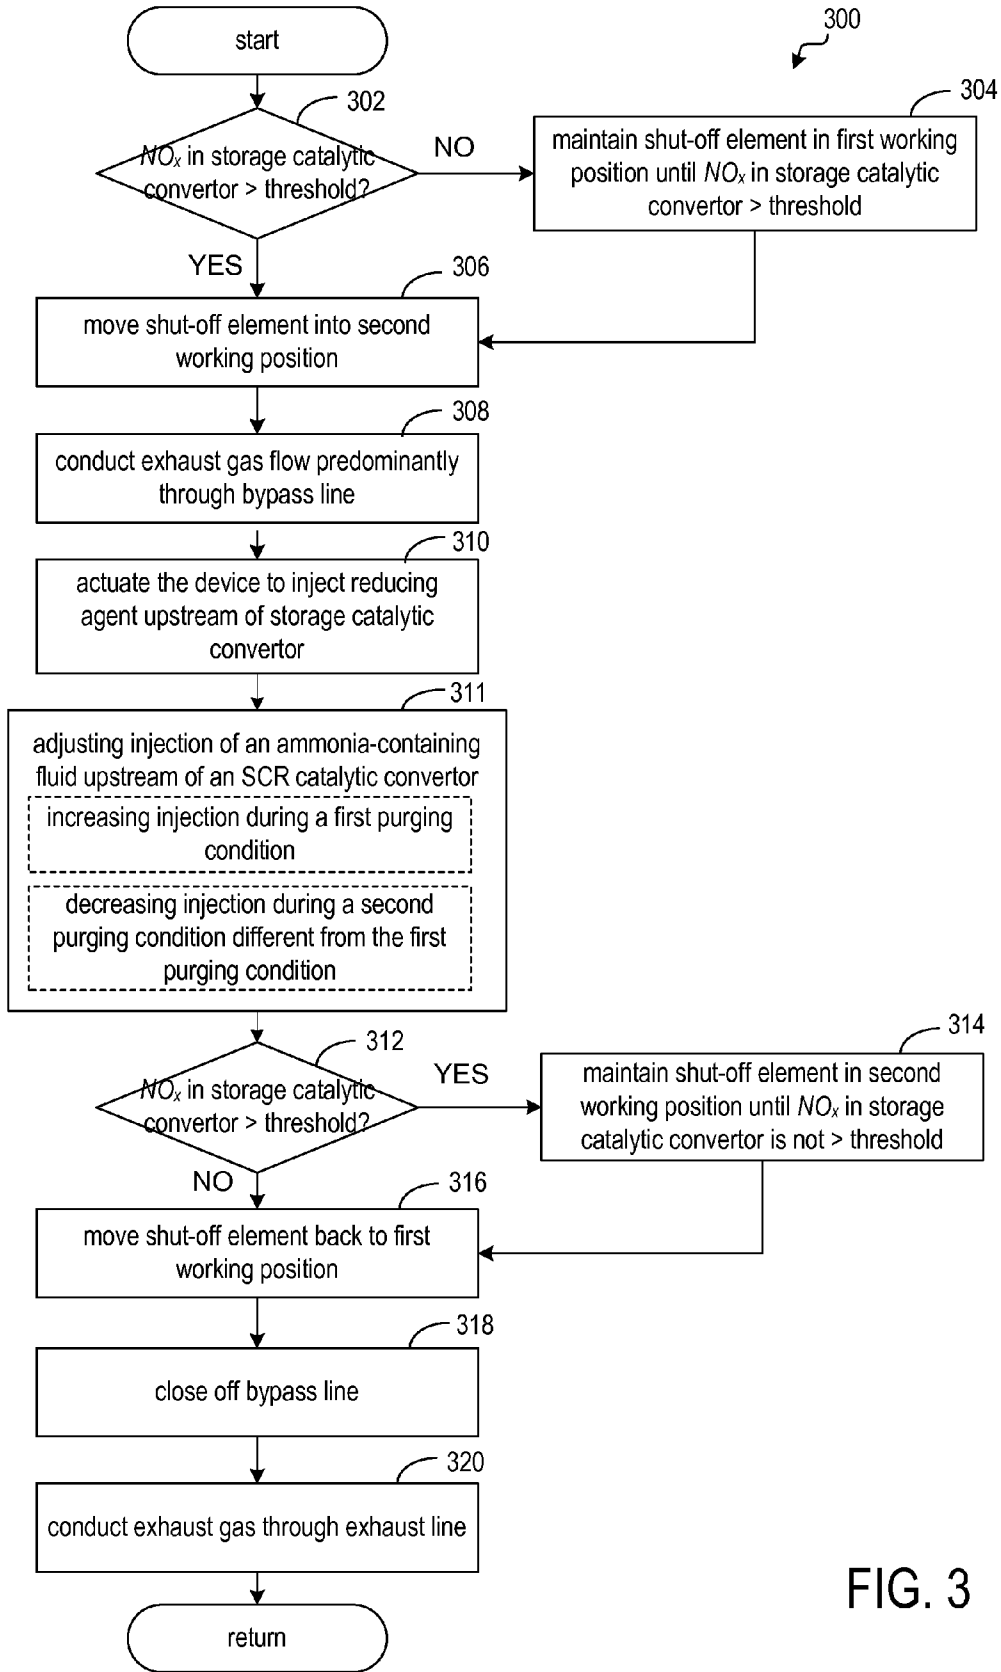 start
300
302
NOx in storage catalytic
convertor > threshold?
NO
304
maintain shut-off element in first working
position until NOx in storage catalytic
convertor > threshold
YES
306
move shut-off element into second
working position
308
conduct exhaust gas flow predominantly
through bypass line
310
actuate the device to inject reducing
agent upstream of storage catalytic
convertor
311
adjusting injection of an ammonia-containing
fluid upstream of an SCR catalytic convertor
increasing injection during a first purging
condition
decreasing injection during a second
purging condition different from the first
purging condition
312
NOx in storage catalytic
convertor > threshold?
YES
314
maintain shut-off element in second
working position until NOx in storage
catalytic convertor is not > threshold
NO
316
move shut-off element back to first
working position
318
close off bypass line
320
conduct exhaust gas through exhaust line
return
FIG. 3